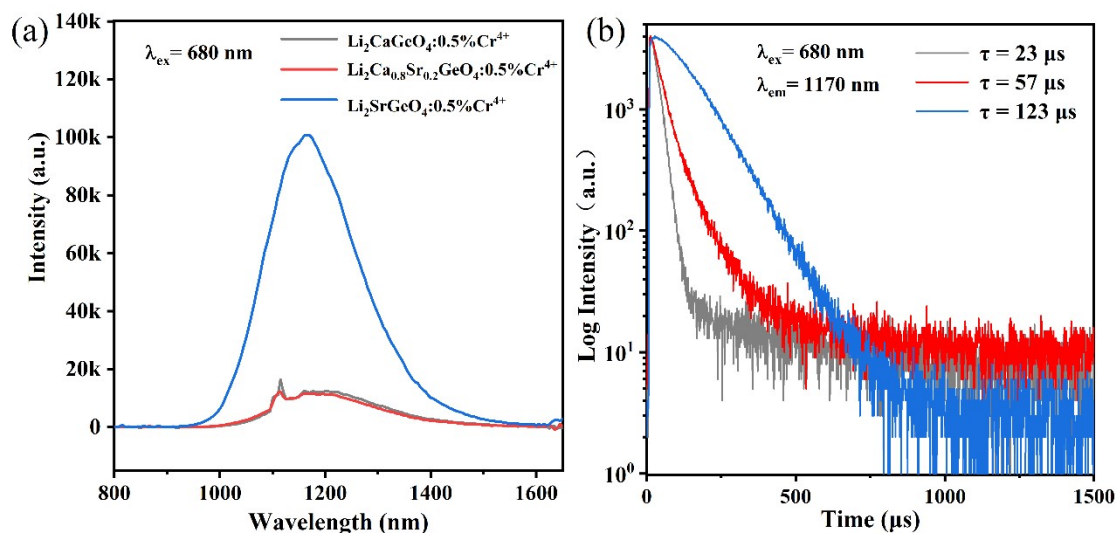 (a)
λex= 680 nm
Li2CaGeO4:0.5%Cr4+
Li2Ca0.8Sr0.2GeO4:0.5%Cr4+
Li2SrGeO4:0.5%Cr4+
140k
120k
100k
80k
60k
40k
20k
0
Intensity (a.u.)
800
1000
1200
1400
1600
Wavelength (nm)
(b)
λex= 680 nm
λem= 1170 nm
τ = 23 μs
τ = 57 μs
τ = 123 μs
10³
10²
10¹
10⁰
Log Intensity（a.u.）
0
500
1000
1500
Time (μs)